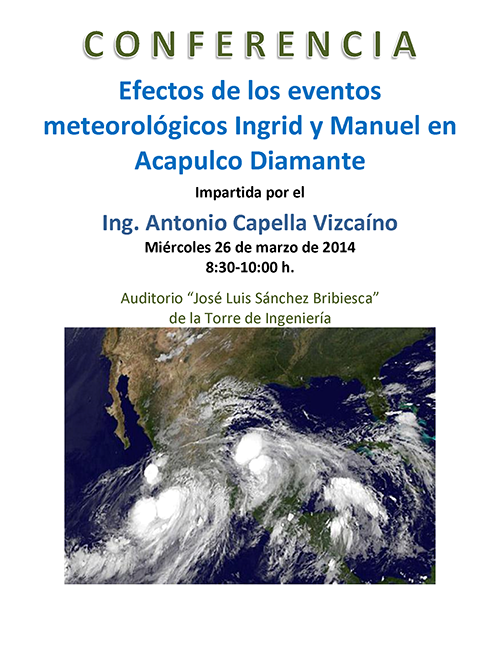 CONFERENCIA
Efectos de los eventos
meteorológicos Ingrid y Manuel en
Acapulco Diamante
Impartida por el
Ing. Antonio Capella Vizcaíno
Miércoles 26 de marzo de 2014
8:30-10:00 h.
Auditorio “José Luis Sánchez Bribiesca”
de la Torre de Ingeniería